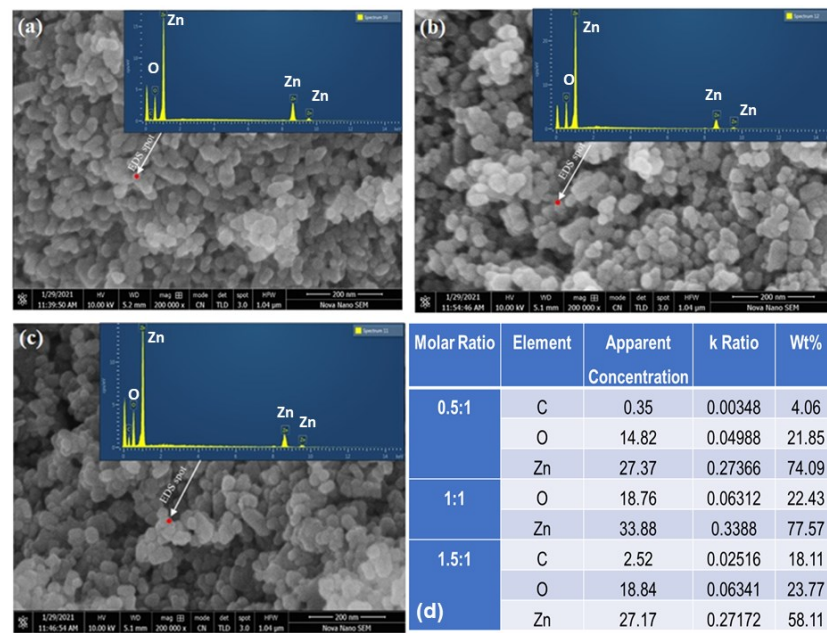 (a)
Spectrum 10
Zn
O
Zn
Zn
EDS spot
1/29/2021 HV WD mag det mode spot HFW 200 nm
11:39:50 AM 10.00 kV 5.2 mm 200 000 x TLD CN 3.0 1.04 µm Nova Nano SEM
(b)
Spectrum 12
Zn
O
Zn
Zn
EDS spot
1/29/2021 HV WD mag mode det spot HFW 200 nm
11:54:46 AM 10.00 kV 5.1 mm 200 000 x CN TLD 3.0 1.04 µm Nova Nano SEM
(c)
Zn
O
Zn
Zn
EDS spot
1/29/2021 HV WD mag mode det spot HFW 200 nm
11:46:54 AM 10.00 kV 5.1 mm 200 000 x CN TLD 3.0 1.04 µm Nova Nano SEM
Molar Ratio Element Apparent k Ratio Wt%
Concentration
0.5:1 C 0.35 0.00348 4.06
O 14.82 0.04988 21.85
Zn 27.37 0.27366 74.09
1:1 O 18.76 0.06312 22.43
Zn 33.88 0.3388 77.57
1.5:1 C 2.52 0.02516 18.11
O 18.84 0.06341 23.77
Zn 27.17 0.27172 58.11
(d)